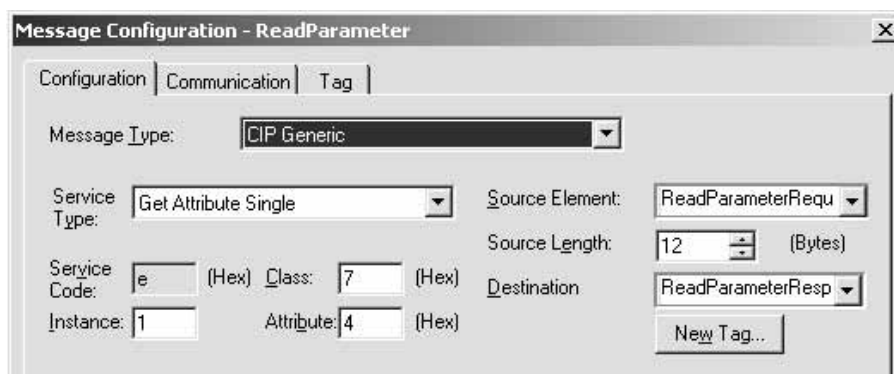 Message Configuration - ReadParameter
Configuration Communication Tag
Message Type: CIP Generic
Service Type: Get Attribute Single
Source Element: ReadParameterRequ
Source Length: 12 (Bytes)
Service Code: e (Hex) Class: 7 (Hex)
Destination ReadParameterResp
Instance: 1 Attribute: 4 (Hex)
New Tag...